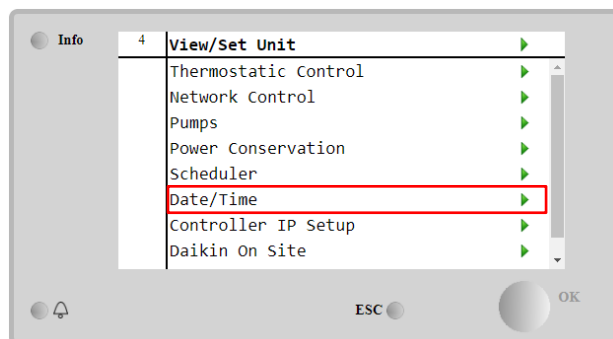 Info
4 View/Set Unit
Thermostatic Control
Network Control
Pumps
Power Conservation
Scheduler
Date/Time
Controller IP Setup
Daikin On Site
ESC
OK